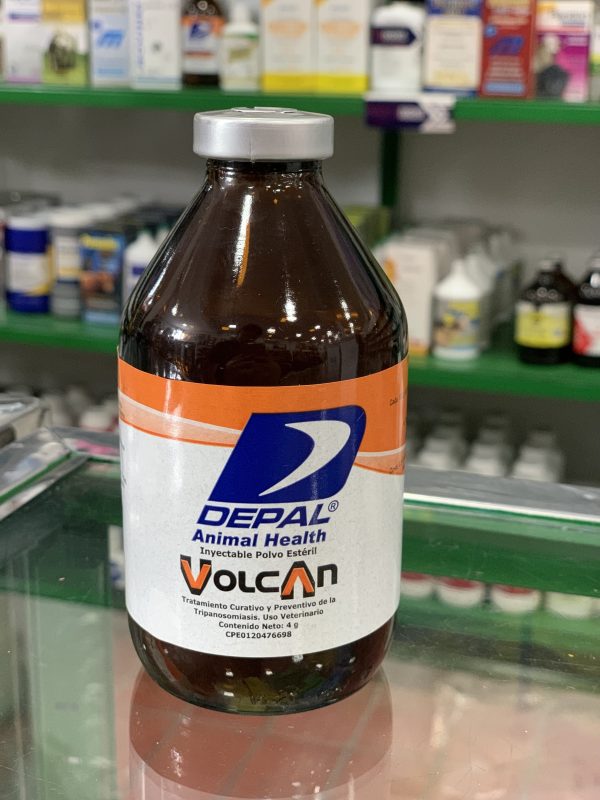 DEPAL®
Animal Health
Inyectable Polvo Estéril
VOLCAN
Tratamiento Curativo y Preventivo de la
Tripanosomiasis. Uso Veterinario
Contenido Neto: 4 g
CPE0120476698